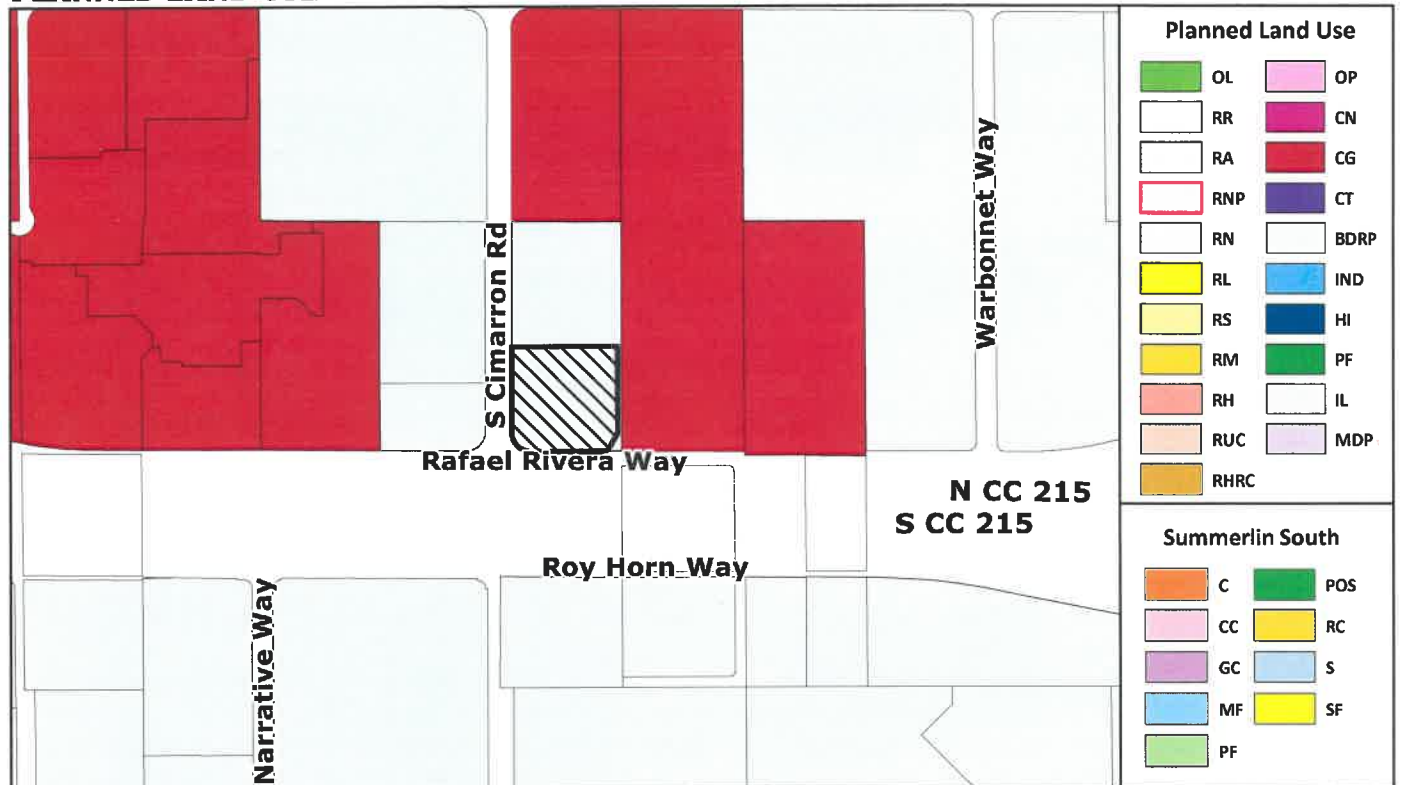 S Cimarron Rd
Warbonnet Way
Rafael Rivera Way
N CC 215
S CC 215
Roy Horn Way
Narrative Way
Planned Land Use
OL OP
RR CN
RA CG
RNP CT
RN BDRP
RL IND
RS HI
RM PF
RH IL
RUC MDP
RHRC
Summerlin South
C POS
CC RC
GC S
MF SF
PF